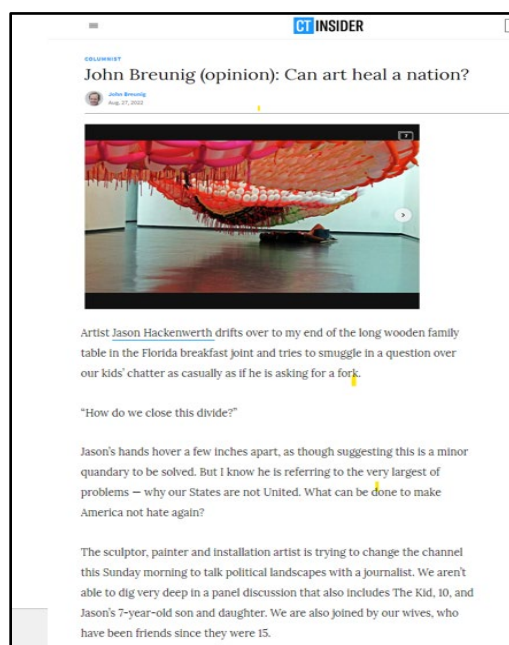 CT INSIDER
COLUMNIST
John Breunig (opinion): Can art heal a nation?
John Breunig
Aug. 27, 2022
Artist Jason Hackenwerth drifts over to my end of the long wooden family
table in the Florida breakfast joint and tries to smuggle in a question over
our kids' chatter as casually as if he is asking for a fork.
“How do we close this divide?”
Jason's hands hover a few inches apart, as though suggesting this is a minor
quandary to be solved. But I know he is referring to the very largest of
problems — why our States are not United. What can be done to make
America not hate again?
The sculptor, painter and installation artist is trying to change the channel
this Sunday morning to talk political landscapes with a journalist. We aren't
able to dig very deep in a panel discussion that also includes The Kid, 10, and
Jason's 7-year-old son and daughter. We are also joined by our wives, who
have been friends since they were 15.